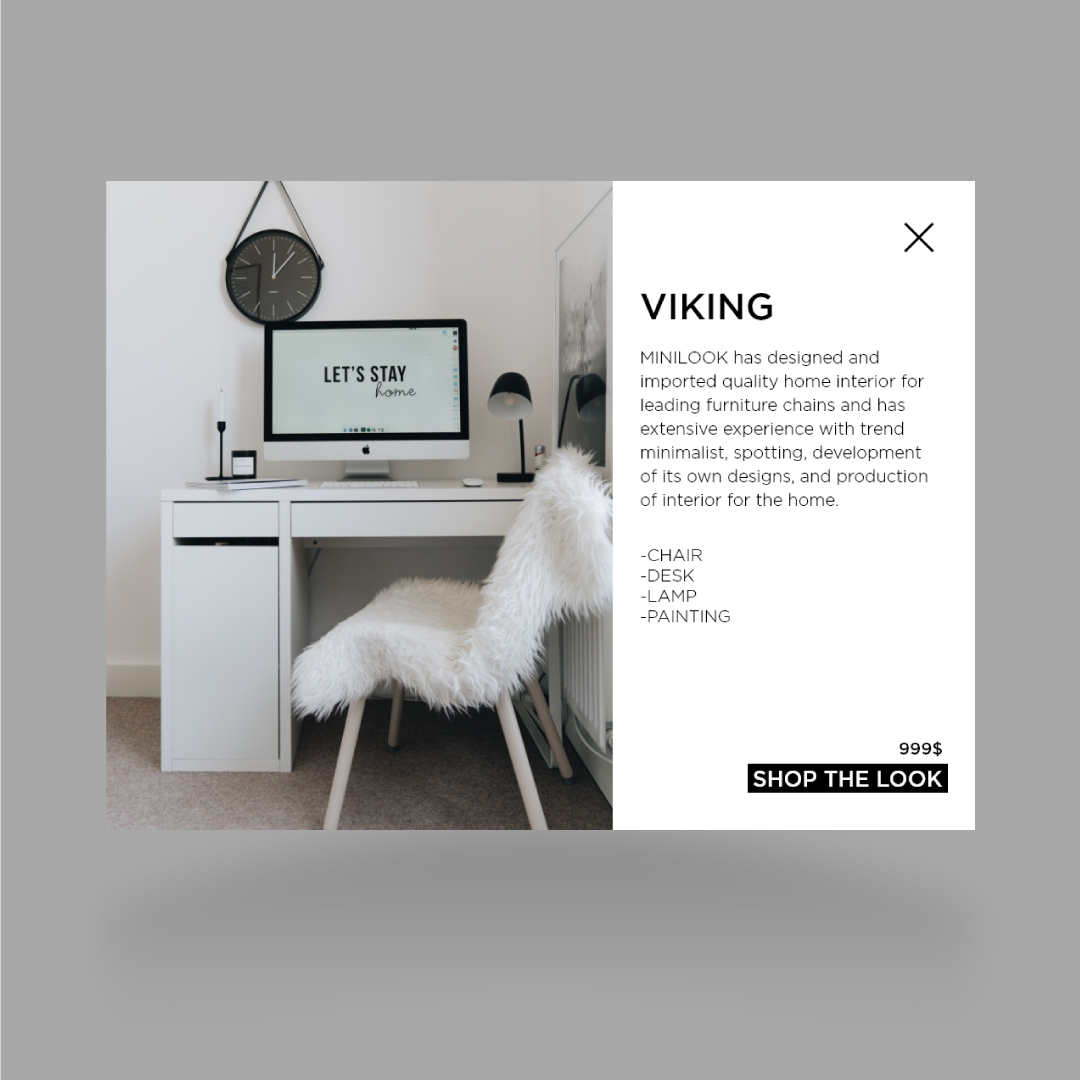 LET'S STAY
home
VIKING
MINILOOK has designed and
imported quality home interior for
leading furniture chains and has
extensive experience with trend
minimalist, spotting, development
of its own designs, and production
of interior for the home.
-CHAIR
-DESK
-LAMP
-PAINTING
999$
SHOP THE LOOK